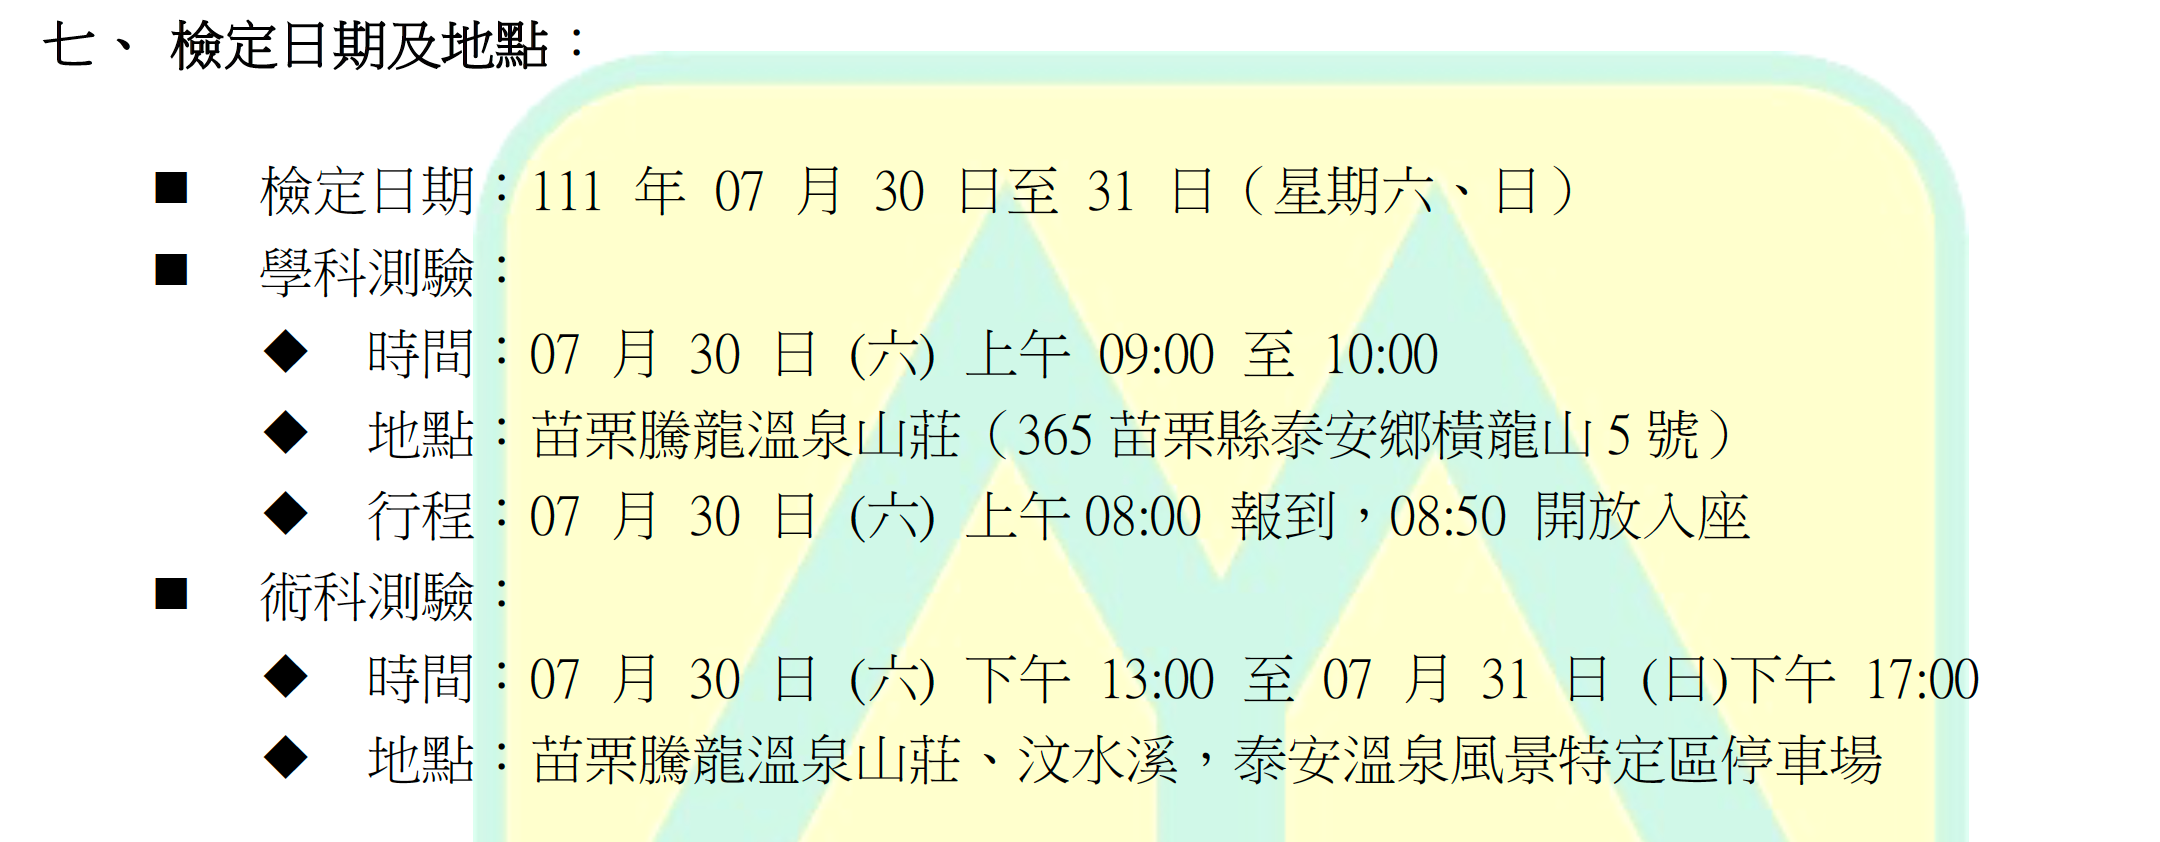 七、 檢定日期及地點：
■ 檢定日期：111 年 07 月 30 日至 31 日（星期六、日）
■ 學科測驗：
◆ 時間：07 月 30 日 (六) 上午 09:00 至 10:00
◆ 地點：苗栗騰龍溫泉山莊（365 苗栗縣泰安鄉橫龍山 5 號）
◆ 行程：07 月 30 日 (六) 上午 08:00 報到，08:50 開放入座
■ 術科測驗：
◆ 時間：07 月 30 日 (六) 下午 13:00 至 07 月 31 日 (日)下午 17:00
◆ 地點：苗栗騰龍溫泉山莊、汶水溪，泰安溫泉風景特定區停車場